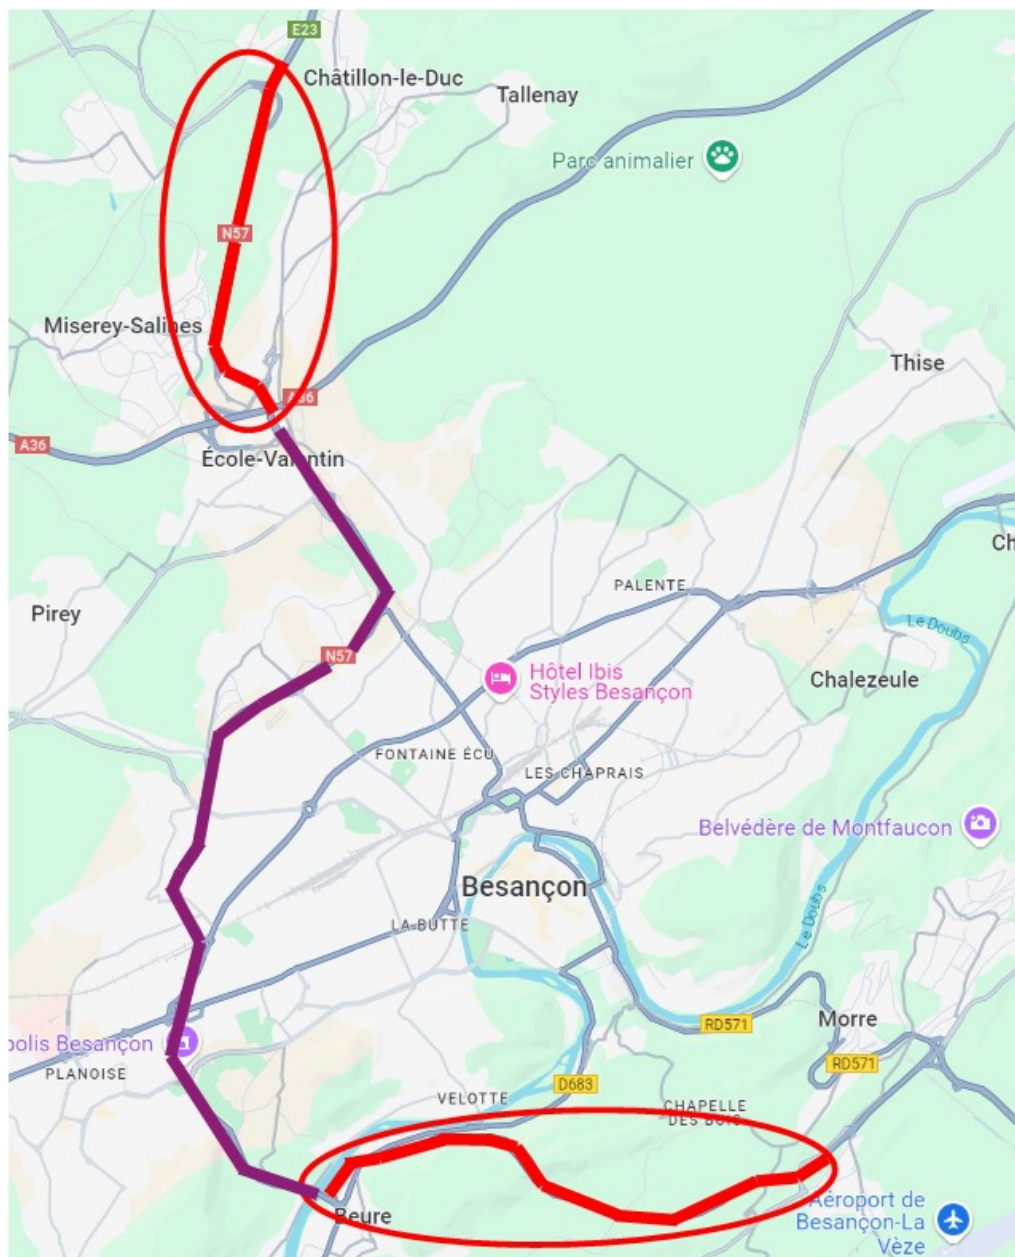 E23
Châtillon-le-Duc
Tallenay
Parc animalier
N57
Miserey-Salines
Thise
A36
A36
École-Valentin
Ch
PALENTE
Pirey
Le Doubs
N57
Hôtel Ibis
Styles Besançon
Chalezeule
FONTAINE ÉCU
LES CHAPRAIS
Belvédère de Montfaucon
Besançon
LA BUTTE
Le Doubs
RD571
Morre
polis Besançon
RD571
PLANOISE
D683
VELOTTE
CHAPELLE
DES BUIS
Beure
Aéroport de
Besançon-La
Vèze